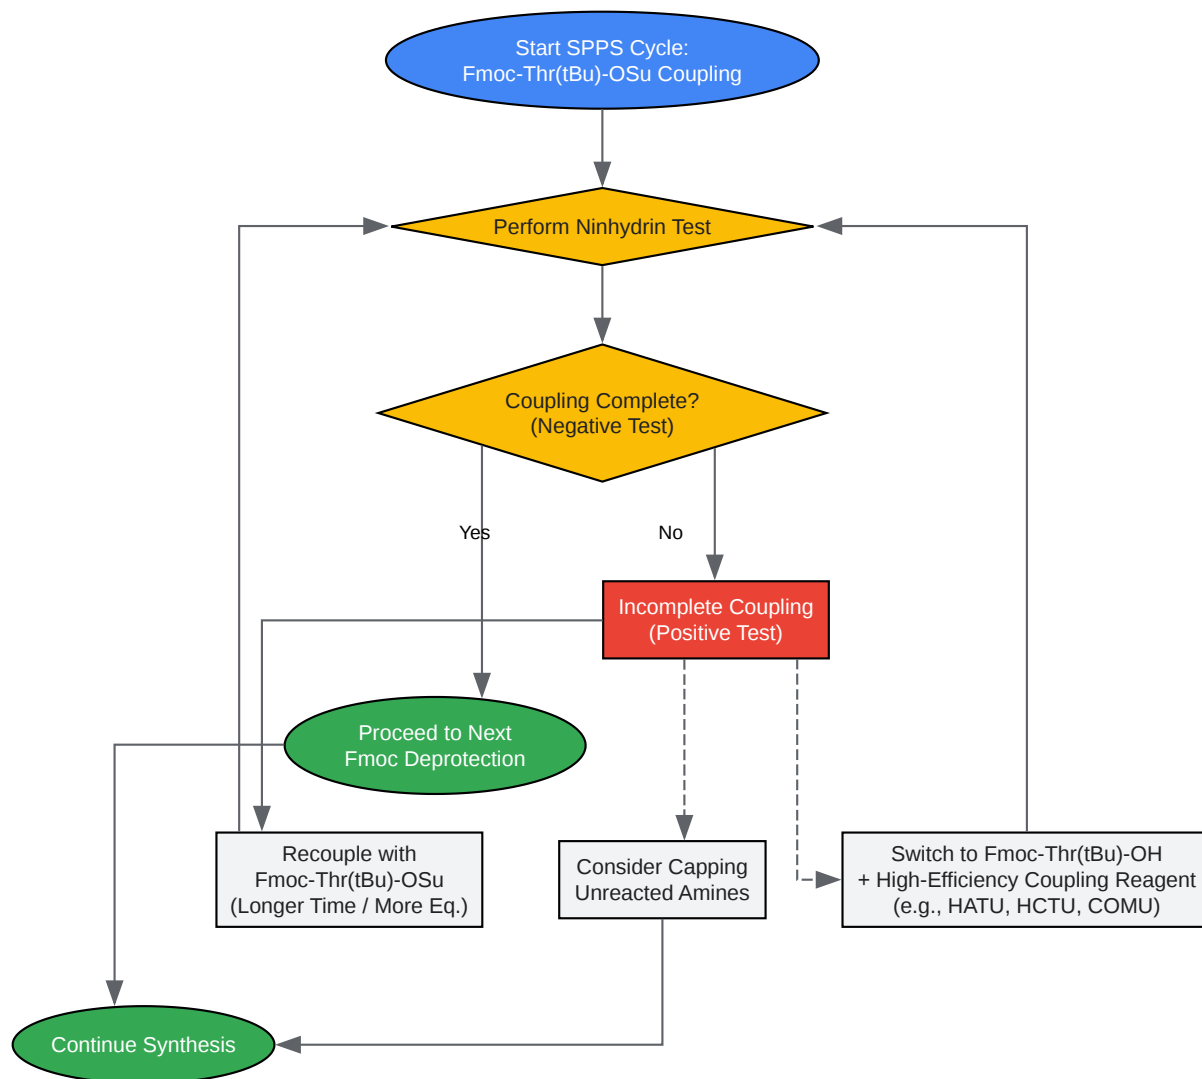 Start SPPS Cycle:
Fmoc-Thr(tBu)-OSu Coupling
Perform Ninhydrin Test
Coupling Complete?
(Negative Test)
Yes
No
Incomplete Coupling
(Positive Test)
Proceed to Next
Fmoc Deprotection
Recouple with
Fmoc-Thr(tBu)-OSu
(Longer Time / More Eq.)
Consider Capping
Unreacted Amines
Switch to Fmoc-Thr(tBu)-OH
+ High-Efficiency Coupling Reagent
(e.g., HATU, HCTU, COMU)
Continue Synthesis